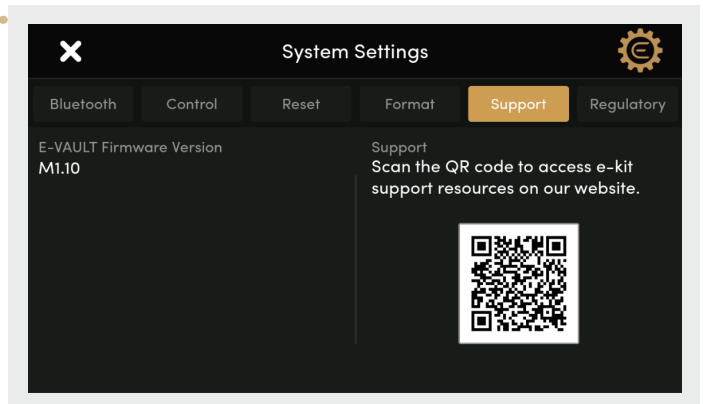 System Settings
Bluetooth Control Reset Format Support Regulatory
E-VAULT Firmware Version
M1.10
Support
Scan the QR code to access e-kit
support resources on our website.